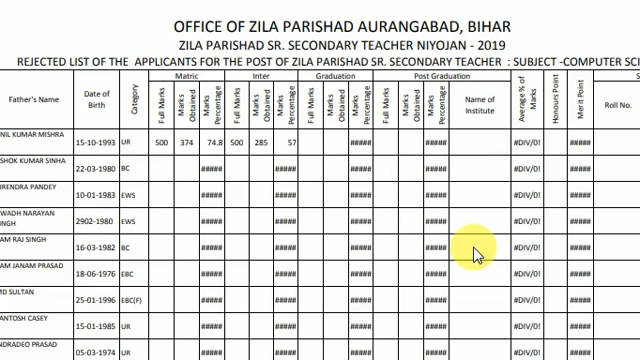 OFFICE OF ZILA PARISHAD AURANGABAD, BIHAR
ZILA PARISHAD SR. SECONDARY TEACHER NIYOJAN - 2019
REJECTED LIST OF THE APPLICANTS FOR THE POST OF ZILA PARISHAD SR. SECONDARY TEACHER : SUBJECT -COMPUTER SCI
Father's Name Date of Birth Category Matric Inter Graduation Post Graduation Average % of Marks Honours Point Merit Point
Full Marks Marks Obtained Marks Percentage Full Marks Marks Obtained Marks Percentage Full Marks Marks Obtained Marks Percentage Full Marks Marks Obtained Marks Percentage Name of Institute Roll No.
NIL KUMAR MISHRA 15-10-1993 UR 500 374 74.8 500 285 57 ##### ##### #DIV/0! #####
SHOK KUMAR SINHA 22-03-1980 BC ##### ##### ##### ##### #DIV/0! #####
IRENDRA PANDEY 10-01-1983 EWS ##### ##### ##### ##### #DIV/0! #####
WADH NARAYAN
INGH 2902-1980 EWS ##### ##### ##### ##### #DIV/0! #####
AM RAJ SINGH 16-03-1982 BC ##### ##### ##### ##### #DIV/0! #####
AM JANAM PRASAD 18-06-1976 EBC ##### ##### ##### ##### #DIV/0! #####
MD SULTAN 25-01-1996 EBC(F) ##### ##### ##### ##### #DIV/0! #####
ANTOSH CASEY 15-01-1985 UR ##### ##### ##### ##### #DIV/0! #####
NDRADEO PRASAD 05-03-1974 UR ##### ##### ##### ##### #DIV/0! #####